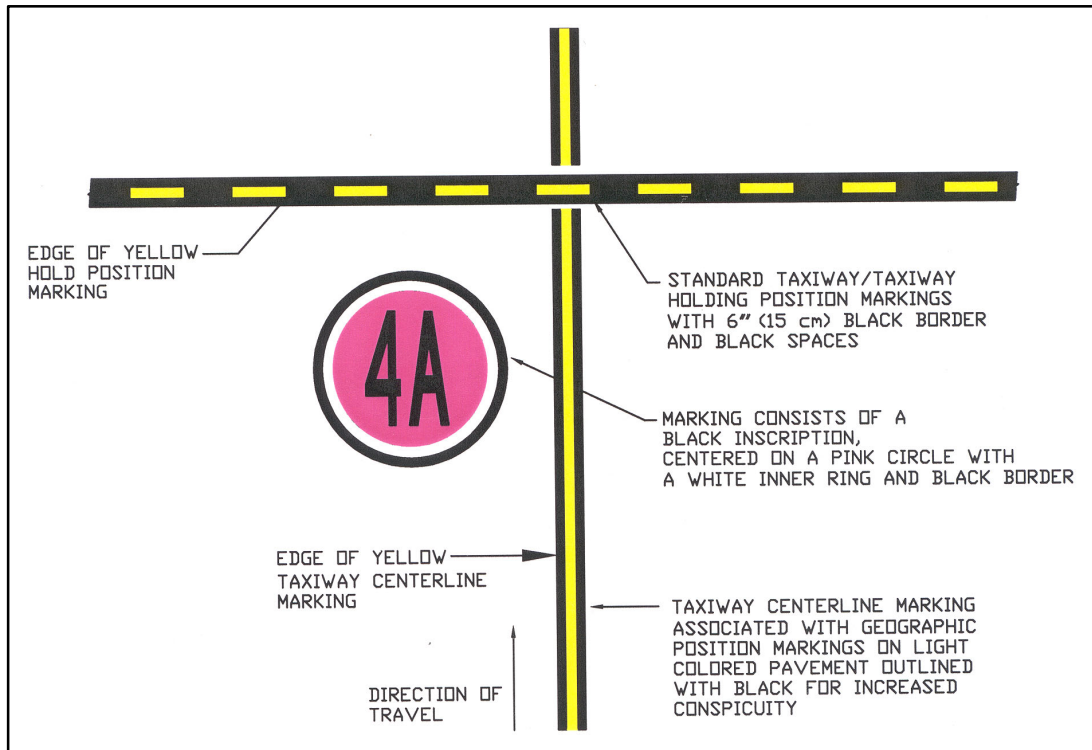 EDGE OF YELLOW
HOLD POSITION
MARKING
STANDARD TAXIWAY/TAXIWAY
HOLDING POSITION MARKINGS
WITH 6" (15 cm) BLACK BORDER
AND BLACK SPACES
4A
MARKING CONSISTS OF A
BLACK INSCRIPTION,
CENTERED ON A PINK CIRCLE WITH
A WHITE INNER RING AND BLACK BORDER
EDGE OF YELLOW
TAXIWAY CENTERLINE
MARKING
TAXIWAY CENTERLINE MARKING
ASSOCIATED WITH GEOGRAPHIC
POSITION MARKINGS ON LIGHT
COLORED PAVEMENT OUTLINED
WITH BLACK FOR INCREASED
CONSPICUITY
DIRECTION OF
TRAVEL